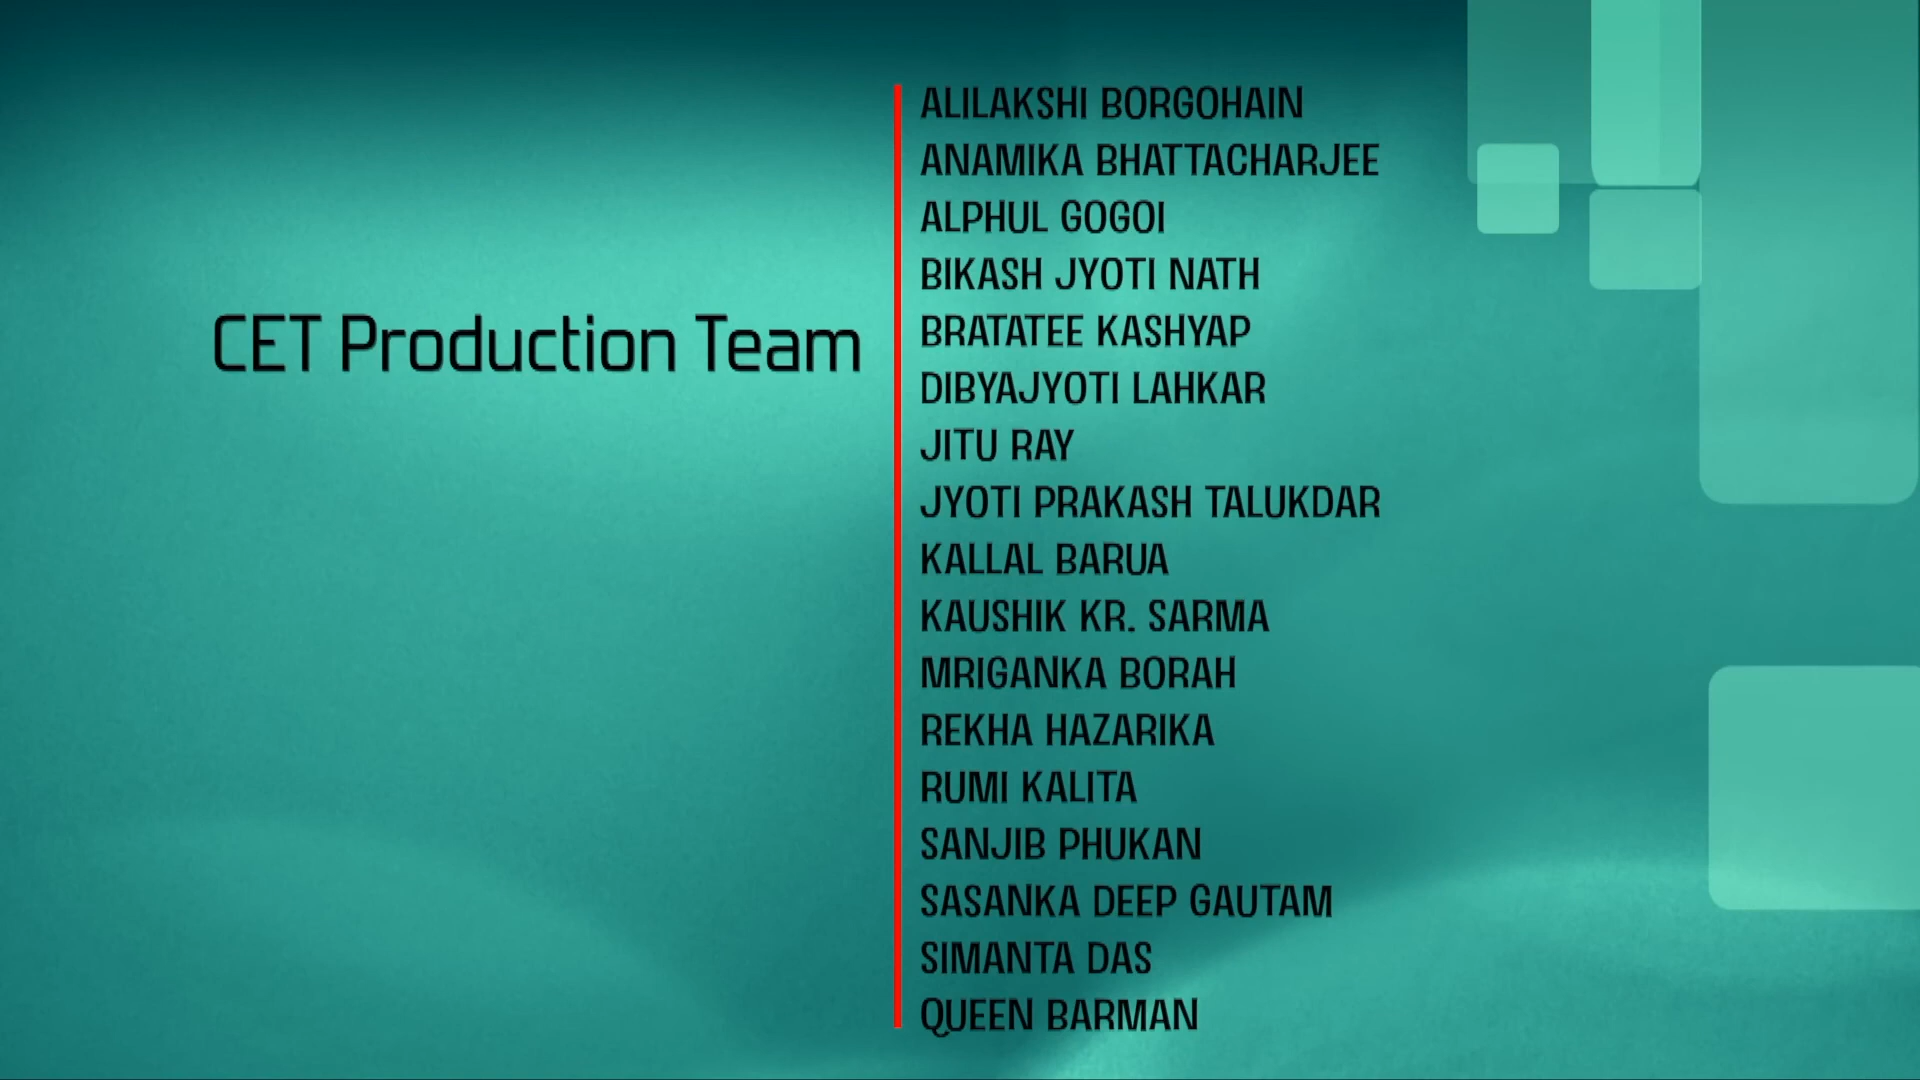 CET Production Team
ALILAKSHI BORGOHAIN
ANAMIKA BHATTACHARJEE
ALPHUL GOGOI
BIKASH JYOTI NATH
BRATATEE KASHYAP
DIBYAJYOTI LAHKAR
JITU RAY
JYOTI PRAKASH TALUKDAR
KALLAL BARUA
KAUSHIK KR. SARMA
MRIGANKA BORAH
REKHA HAZARIKA
RUMI KALITA
SANJIB PHUKAN
SASANKA DEEP GAUTAM
SIMANTA DAS
QUEEN BARMAN